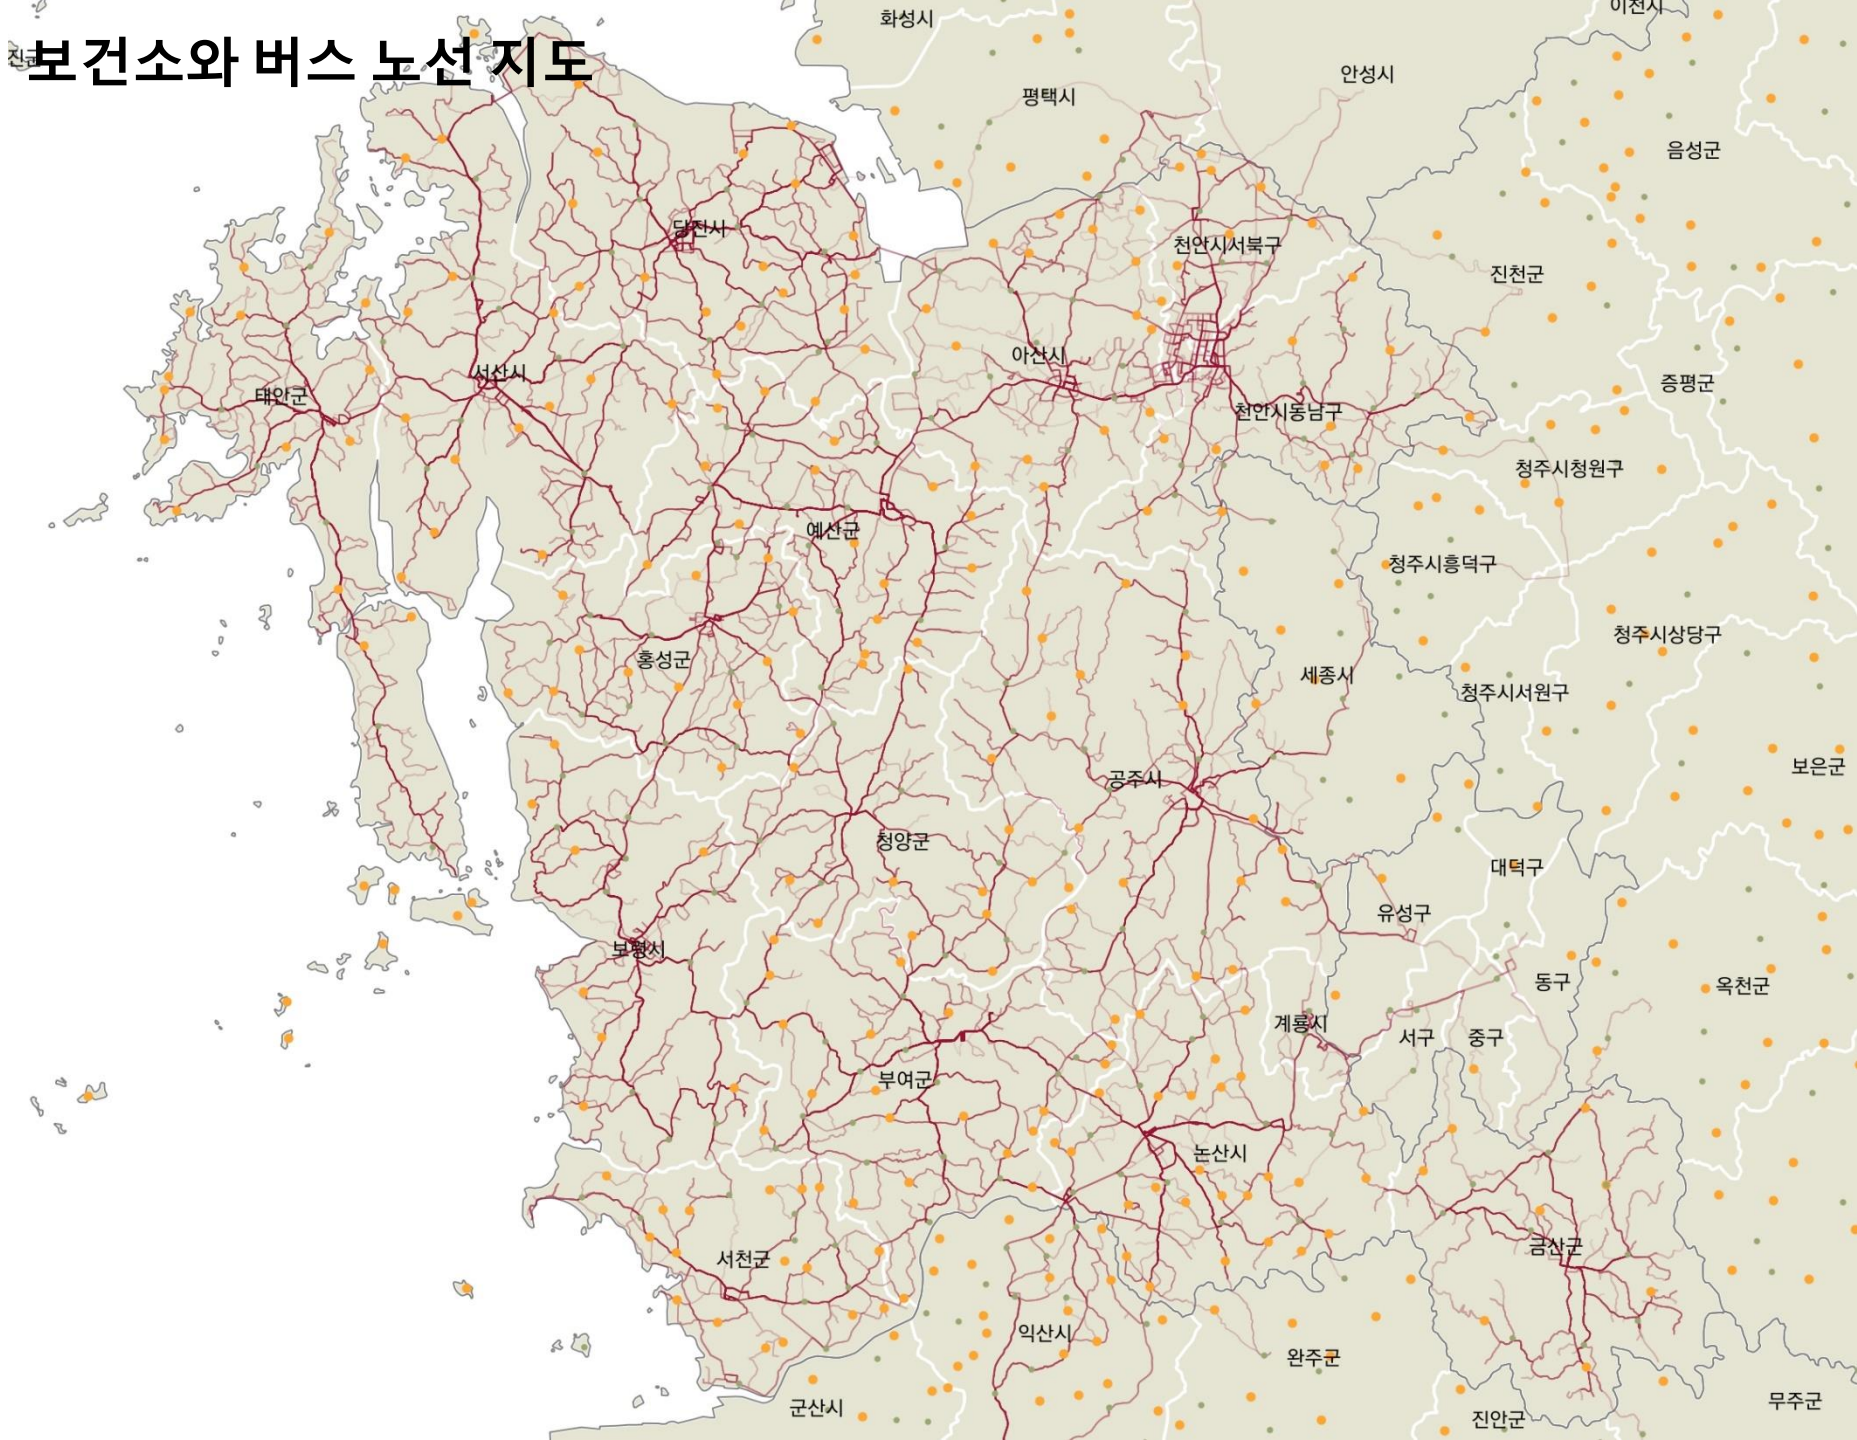 보건소와 버스 노선 지도
이천시
화성시
안성시
평택시
음성군
당진시
천안시서북구
진천군
아산시
서산시
증평군
태안군
천안시동남구
청주시청원구
예산군
청주시흥덕구
청주시상당구
홍성군
세종시
청주시서원구
보은군
공주시
청양군
대덕구
유성구
보령시
동구
옥천군
계룡시
서구
중구
부여군
논산시
금산군
서천군
익산시
완주군
군산시
진안군
무주군